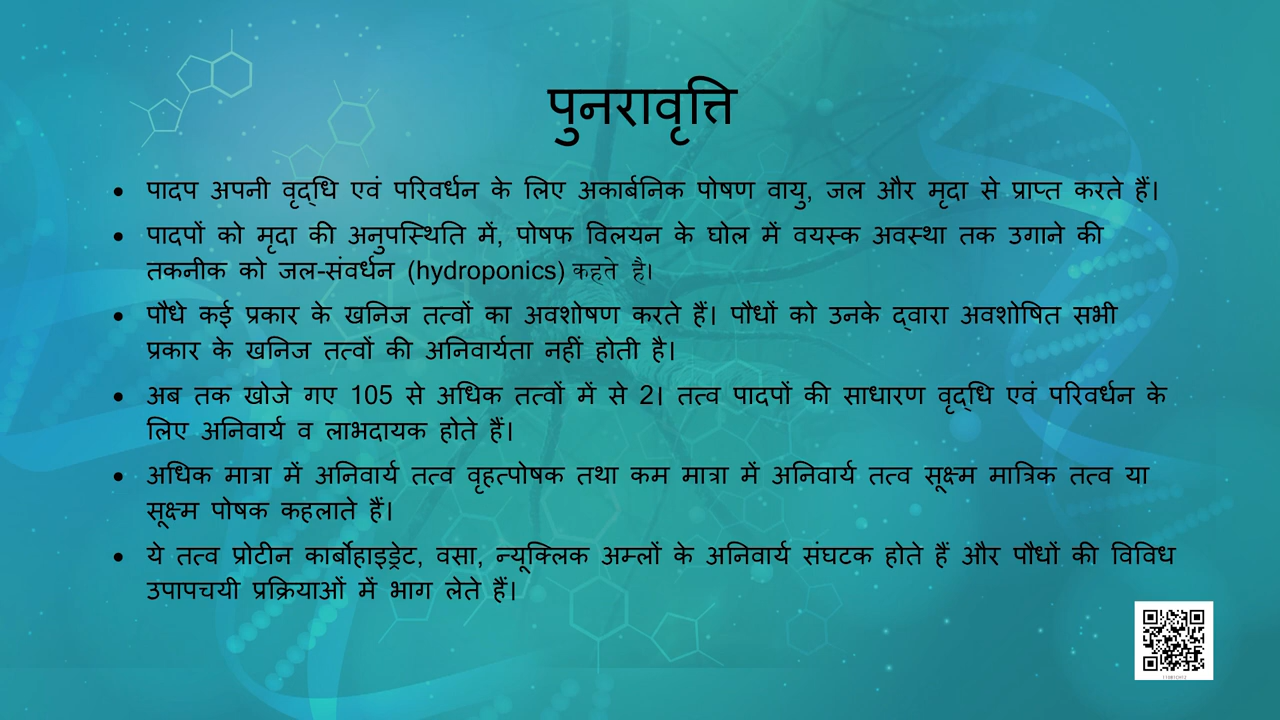 पुनरावृत्ति
• पादप अपनी वृद्धि एवं परिवर्धन के लिए अकार्बनिक पोषण वायु, जल और मृदा से प्राप्त करते हैं।
• पादपों को मृदा की अनुपस्थिति में, पोषफ विलयन के घोल में वयस्क अवस्था तक उगाने की
तकनीक को जल-संवर्धन (hydroponics) कहते है।
• पौधे कई प्रकार के खनिज तत्वों का अवशोषण करते हैं। पौधों को उनके द्वारा अवशोषित सभी
प्रकार के खनिज तत्वों की अनिवार्यता नहीं होती है।
• अब तक खोजे गए 105 से अधिक तत्वों में से 2। तत्व पादपों की साधारण वृद्धि एवं परिवर्धन के
लिए अनिवार्य व लाभदायक होते हैं।
• अधिक मात्रा में अनिवार्य तत्व वृहत्पोषक तथा कम मात्रा में अनिवार्य तत्व सूक्ष्म मात्रिक तत्व या
सूक्ष्म पोषक कहलाते हैं।
• ये तत्व प्रोटीन कार्बोहाइड्रेट, वसा, न्यूक्लिक अम्लों के अनिवार्य संघटक होते हैं और पौधों की विविध
उपापचयी प्रक्रियाओं में भाग लेते हैं।